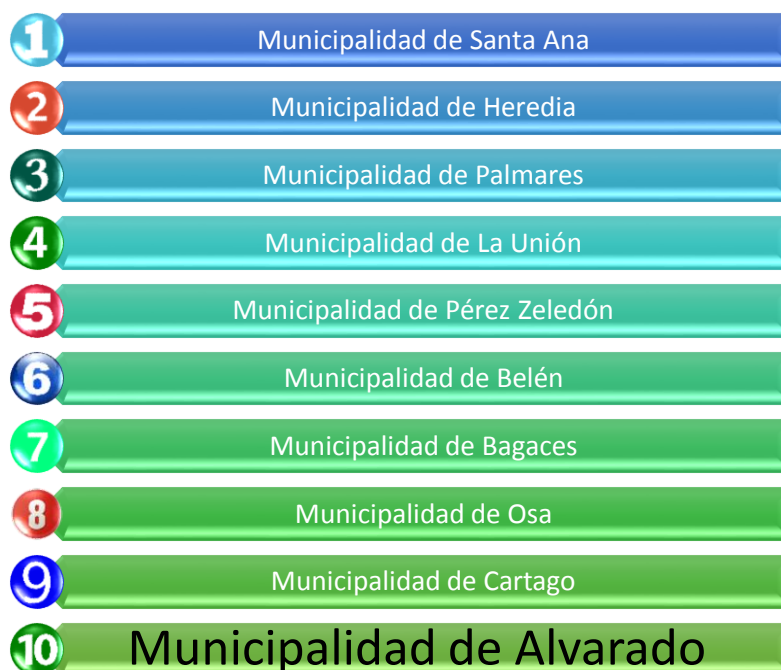 1 Municipalidad de Santa Ana
2 Municipalidad de Heredia
3 Municipalidad de Palmares
4 Municipalidad de La Unión
5 Municipalidad de Pérez Zeledón
6 Municipalidad de Belén
7 Municipalidad de Bagaces
8 Municipalidad de Osa
9 Municipalidad de Cartago
10 Municipalidad de Alvarado